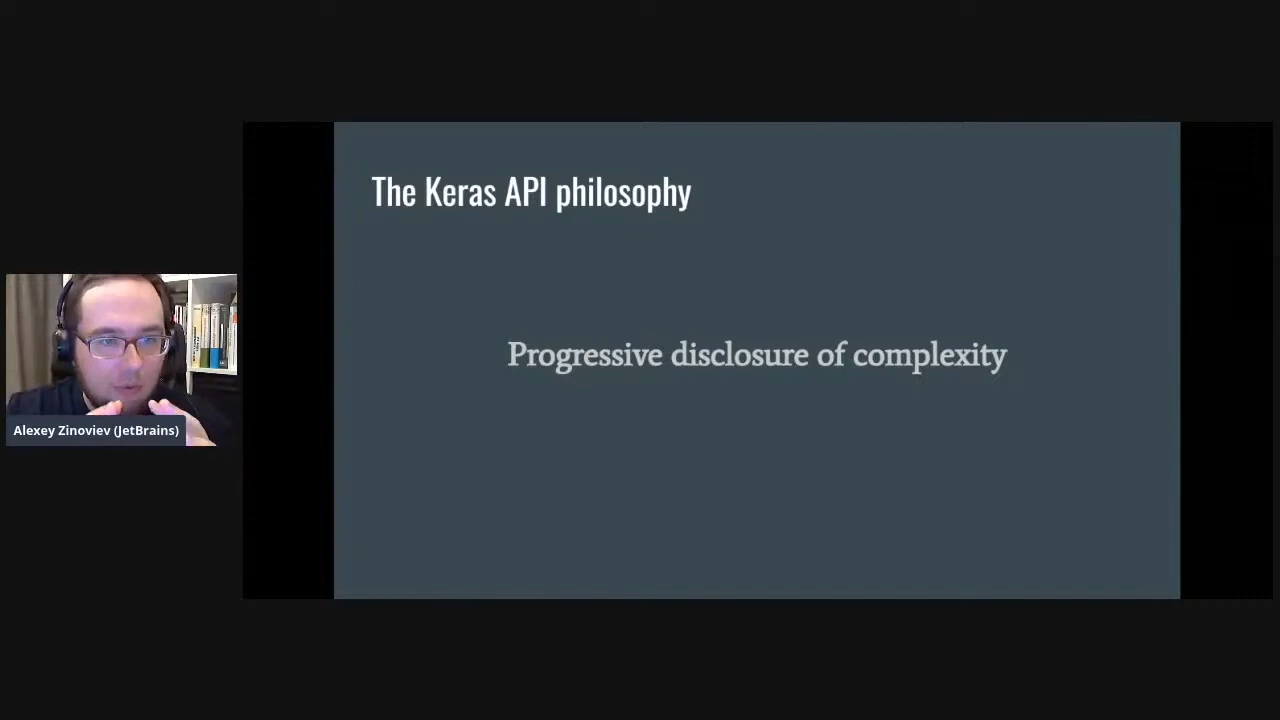 The Keras API philosophy
Progressive disclosure of complexity
Alexey Zinoviev (JetBrains)